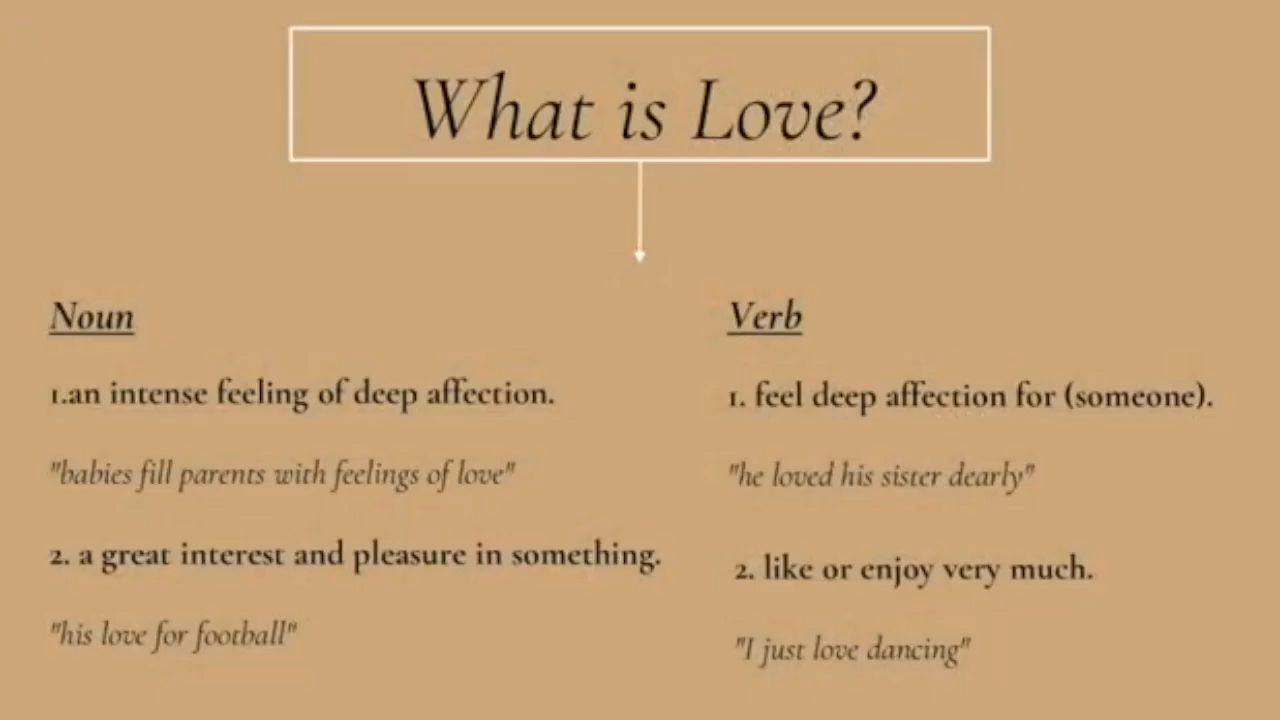 What is Love?
Noun
1.an intense feeling of deep affection.
"babies fill parents with feelings of love"
2. a great interest and pleasure in something.
"his love for football"
Verb
1. feel deep affection for (someone).
"he loved his sister dearly"
2. like or enjoy very much.
"I just love dancing"